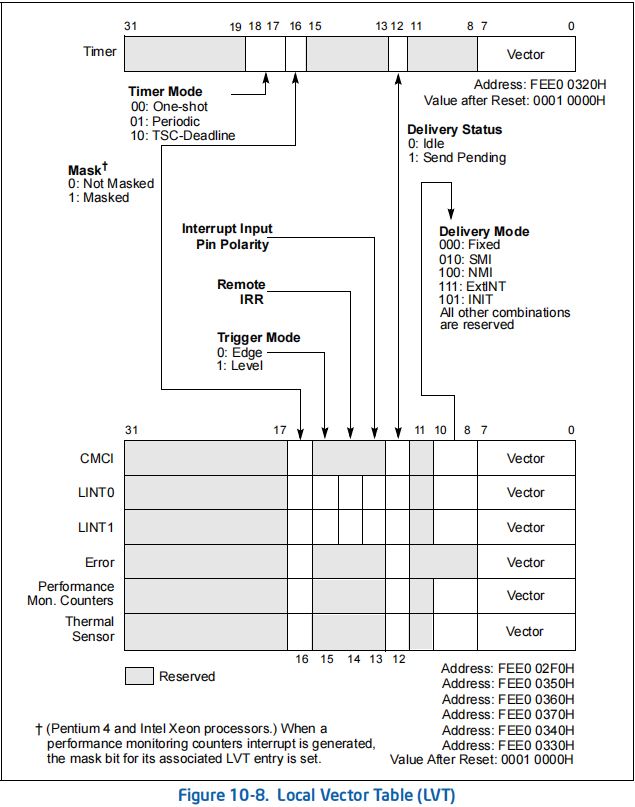 31 19 18 17 16 15 13 12 11 8 7 0
Timer
Vector
Timer Mode
00: One-shot
01: Periodic
10: TSC-Deadline
Address: FEE0 0320H
Value after Reset: 0001 0000H
Delivery Status
0: Idle
1: Send Pending
Mask†
0: Not Masked
1: Masked
Interrupt Input
Pin Polarity
Delivery Mode
000: Fixed
010: SMI
100: NMI
111: ExtINT
101: INIT
All other combinations
are reserved
Remote
IRR
Trigger Mode
0: Edge
1: Level
31 17 11 10 8 7 0
CMCI Vector
LINT0 Vector
LINT1 Vector
Error Vector
Performance
Mon. Counters
Vector
Thermal
Sensor
Vector
16 15 14 13 12
Reserved
Address: FEE0 02F0H
Address: FEE0 0350H
Address: FEE0 0360H
Address: FEE0 0370H
Address: FEE0 0340H
Address: FEE0 0330H
Value After Reset: 0001 0000H
† (Pentium 4 and Intel Xeon processors.) When a
performance monitoring counters interrupt is generated,
the mask bit for its associated LVT entry is set.
Figure 10-8. Local Vector Table (LVT)